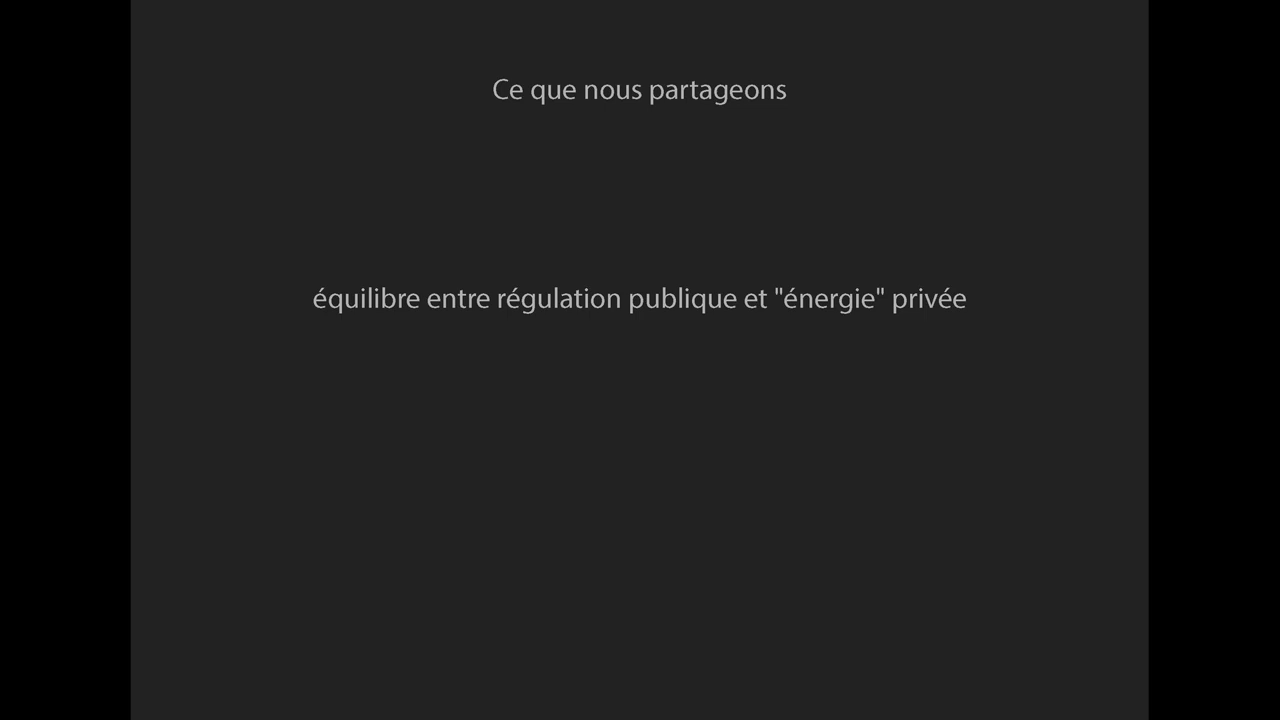 Ce que nous partageons
équilibre entre régulation publique et "énergie" privée